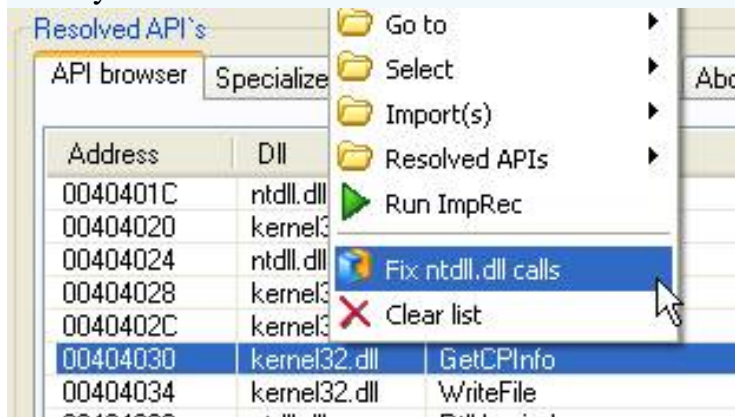 Resolved API`s
API browser
Specialize
Abo
Go to
Select
Import(s)
Resolved APIs
Run ImpRec
Fix ntdll.dll calls
Clear list
Address Dll
0040401C ntdll.dll
00404020 kernel3
00404024 ntdll.dll
00404028 kernel3
0040402C kernel3
00404030 kernel32.dll GetCPInfo
00404034 kernel32.dll WriteFile